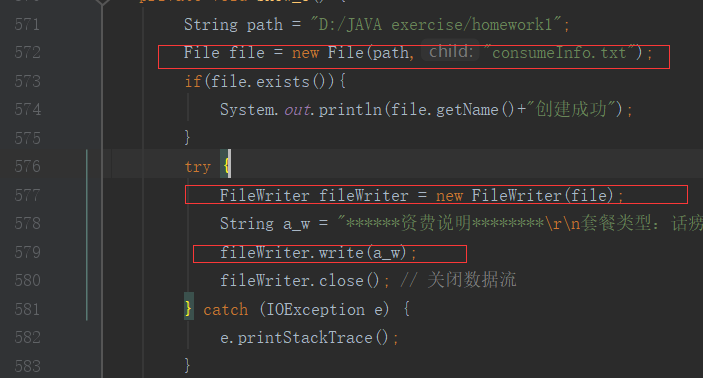 571 String path = "D:/JAVA exercise/homework1";
572 File file = new File(path, child: "consumeInfo.txt");
573 if(file.exists()){
574 System.out.println(file.getName()+"创建成功");
575 }
576 try {
577 FileWriter fileWriter = new FileWriter(file);
578 String a_w = "******资费说明********\r\n套餐类型：话痨
579 fileWriter.write(a_w);
580 fileWriter.close(); // 关闭数据流
581 } catch (IOException e) {
582 e.printStackTrace();
583 }